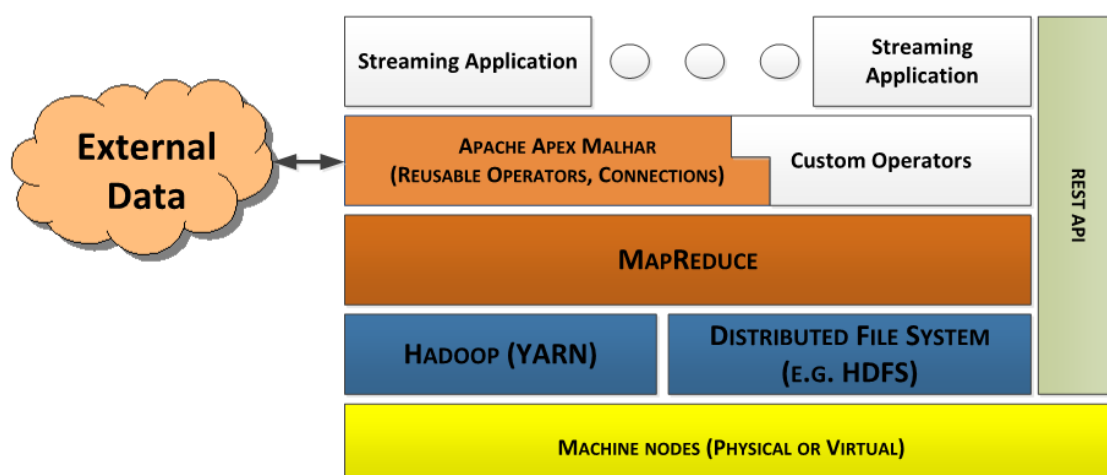 Streaming Application
Streaming
Application
External
Data
APACHE APEX MALHAR
(REUSABLE OPERATORS, CONNECTIONS)
Custom Operators
REST API
MAPREDUCE
HADOOP (YARN)
DISTRIBUTED FILE SYSTEM
(E.G. HDFS)
MACHINE NODES (PHYSICAL OR VIRTUAL)